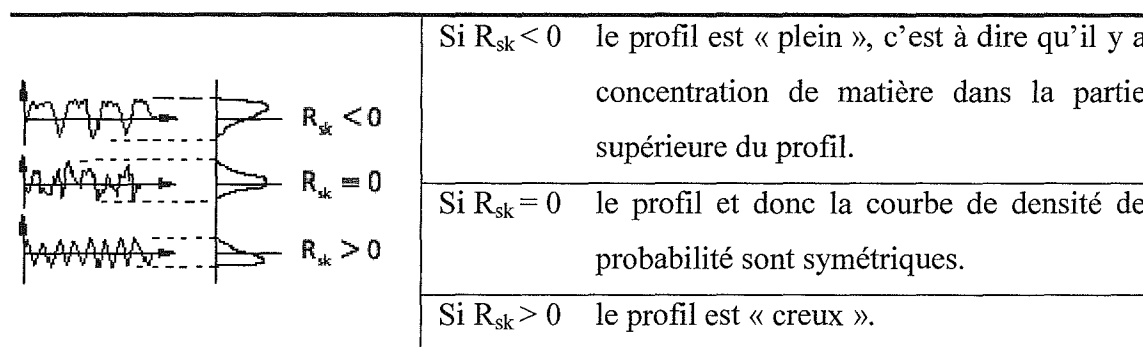 R_sk < 0
R_sk = 0
R_sk > 0
Si R_sk < 0 le profil est « plein », c’est à dire qu’il y a
concentration de matière dans la partie
supérieure du profil.
Si R_sk = 0 le profil et donc la courbe de densité de
probabilité sont symétriques.
Si R_sk > 0 le profil est « creux ».